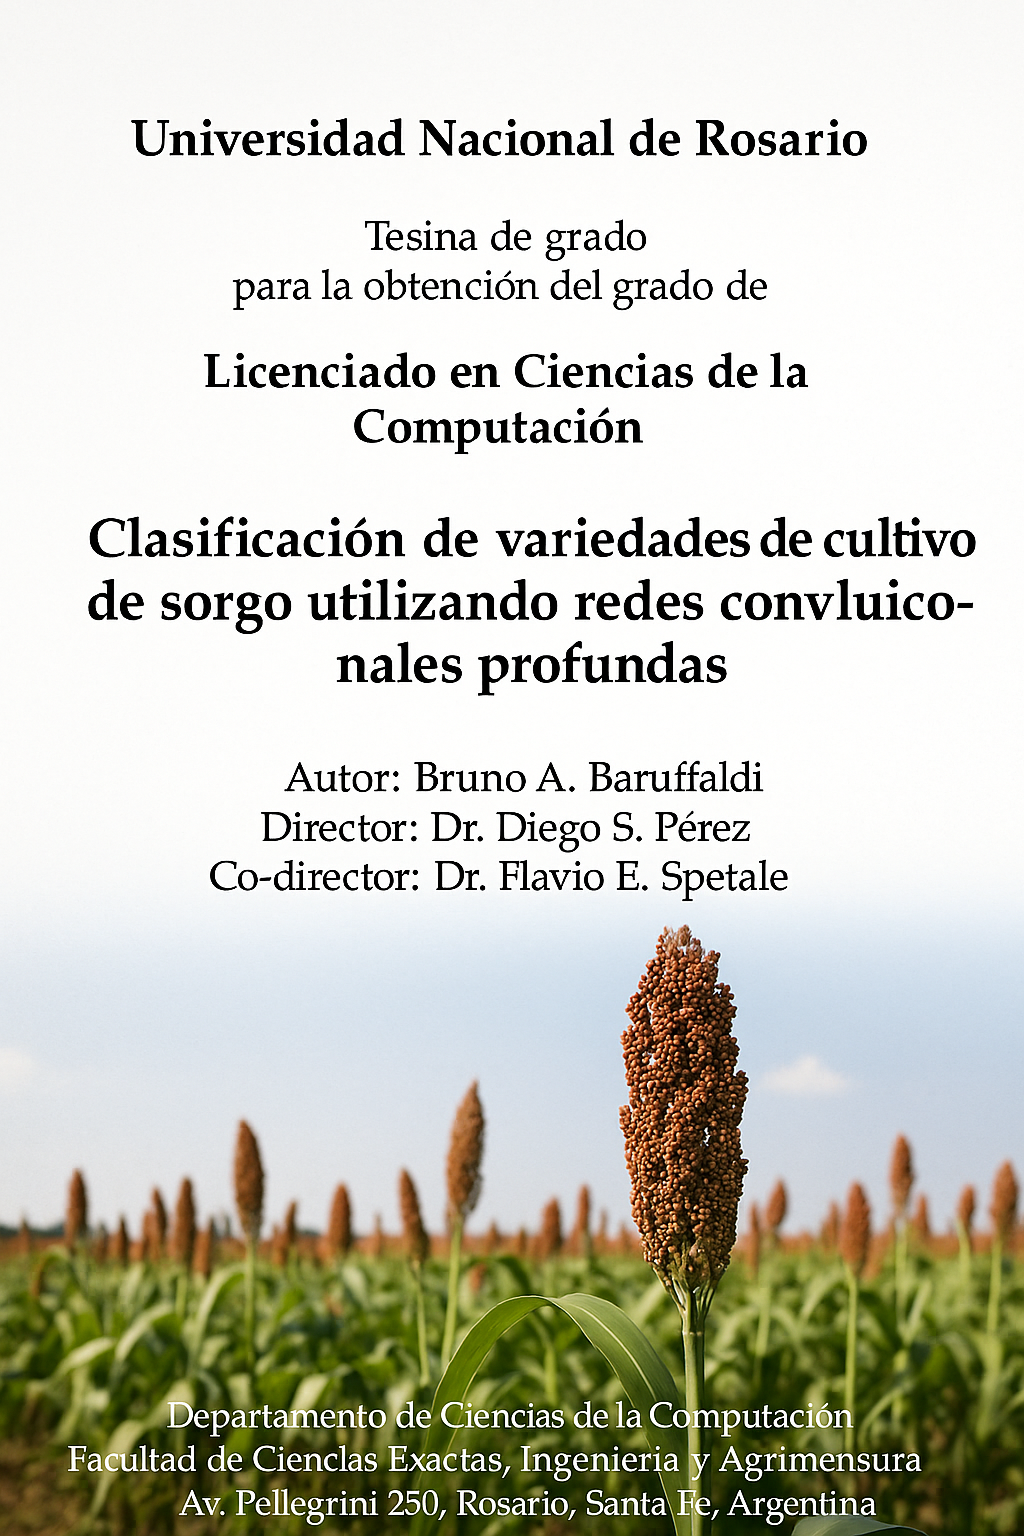 Universidad Nacional de Rosario
Tesina de grado
para la obtención del grado de
Licenciado en Ciencias de la
Computación
Clasificación de variedades de cultivo
de sorgo utilizando redes convluico-
nales profundas
Autor: Bruno A. Baruffaldi
Director: Dr. Diego S. Pérez
Co-director: Dr. Flavio E. Spetale
Departamento de Ciencias de la Computación
Facultad de Cienclas Exactas, Ingenieria y Agrimensura
Av. Pellegrini 250, Rosario, Santa Fe, Argentina